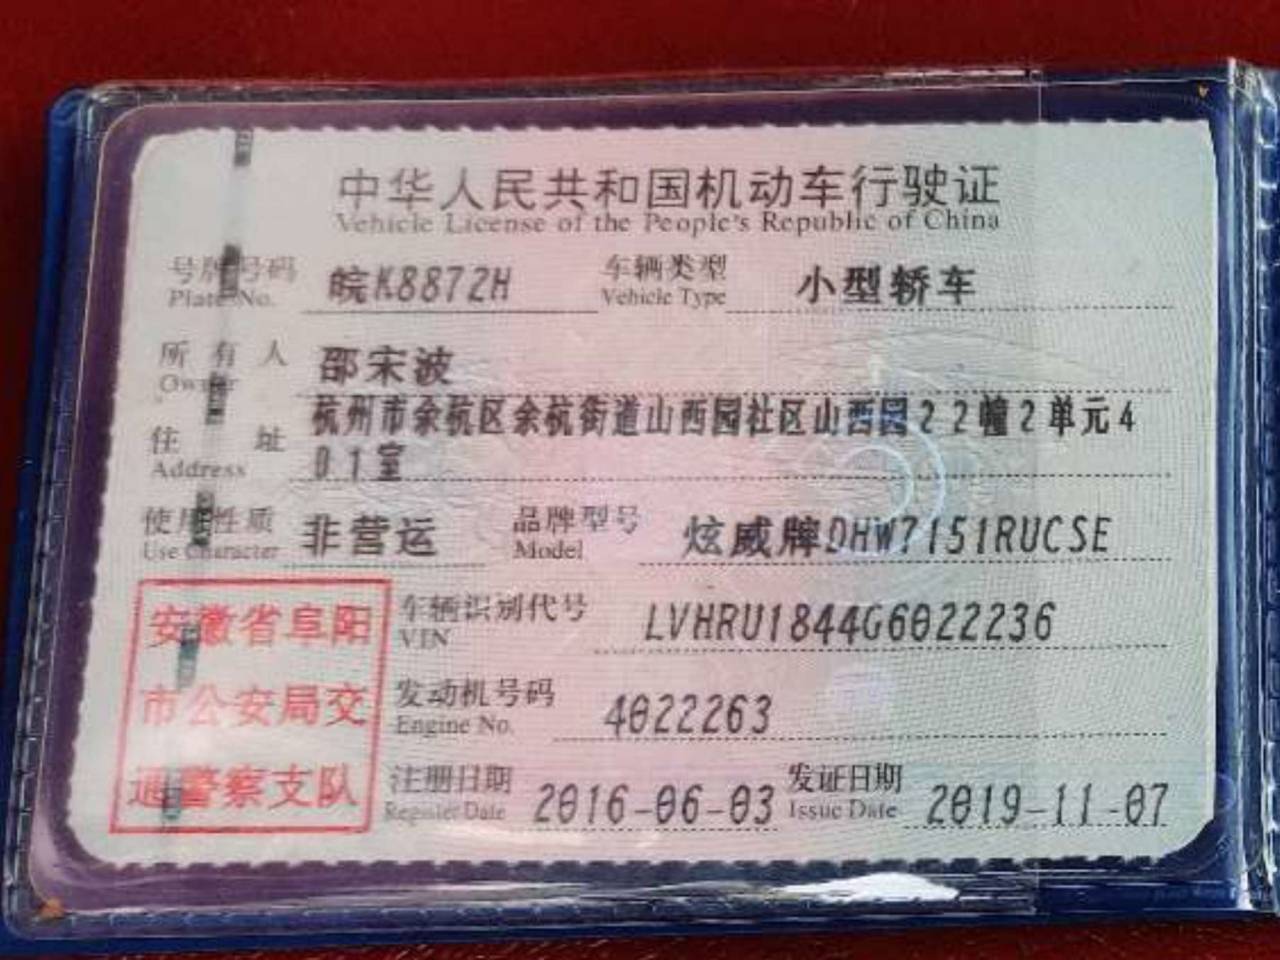 中华人民共和国机动车行驶证
Vehicle License of the People's Republic of China
号牌号码 皖K8872H 车辆类型 小型轿车
Plate No. Vehicle Type
所有人 邵宋波
Owner
杭州市余杭区余杭街道山西园社区山西园22幢2单元4
住址 01室
Address
使用性质 非营运 品牌型号 炫威牌DHW7151RUCSE
Use Character Model
安徽省阜阳
市公安局交
通警察支队
车辆识别代号 LVHRU1844G6022236
VIN
发动机号码 4022263
Engine No.
注册日期 2016-06-03 发证日期 2019-11-07
Register Date Issue Date